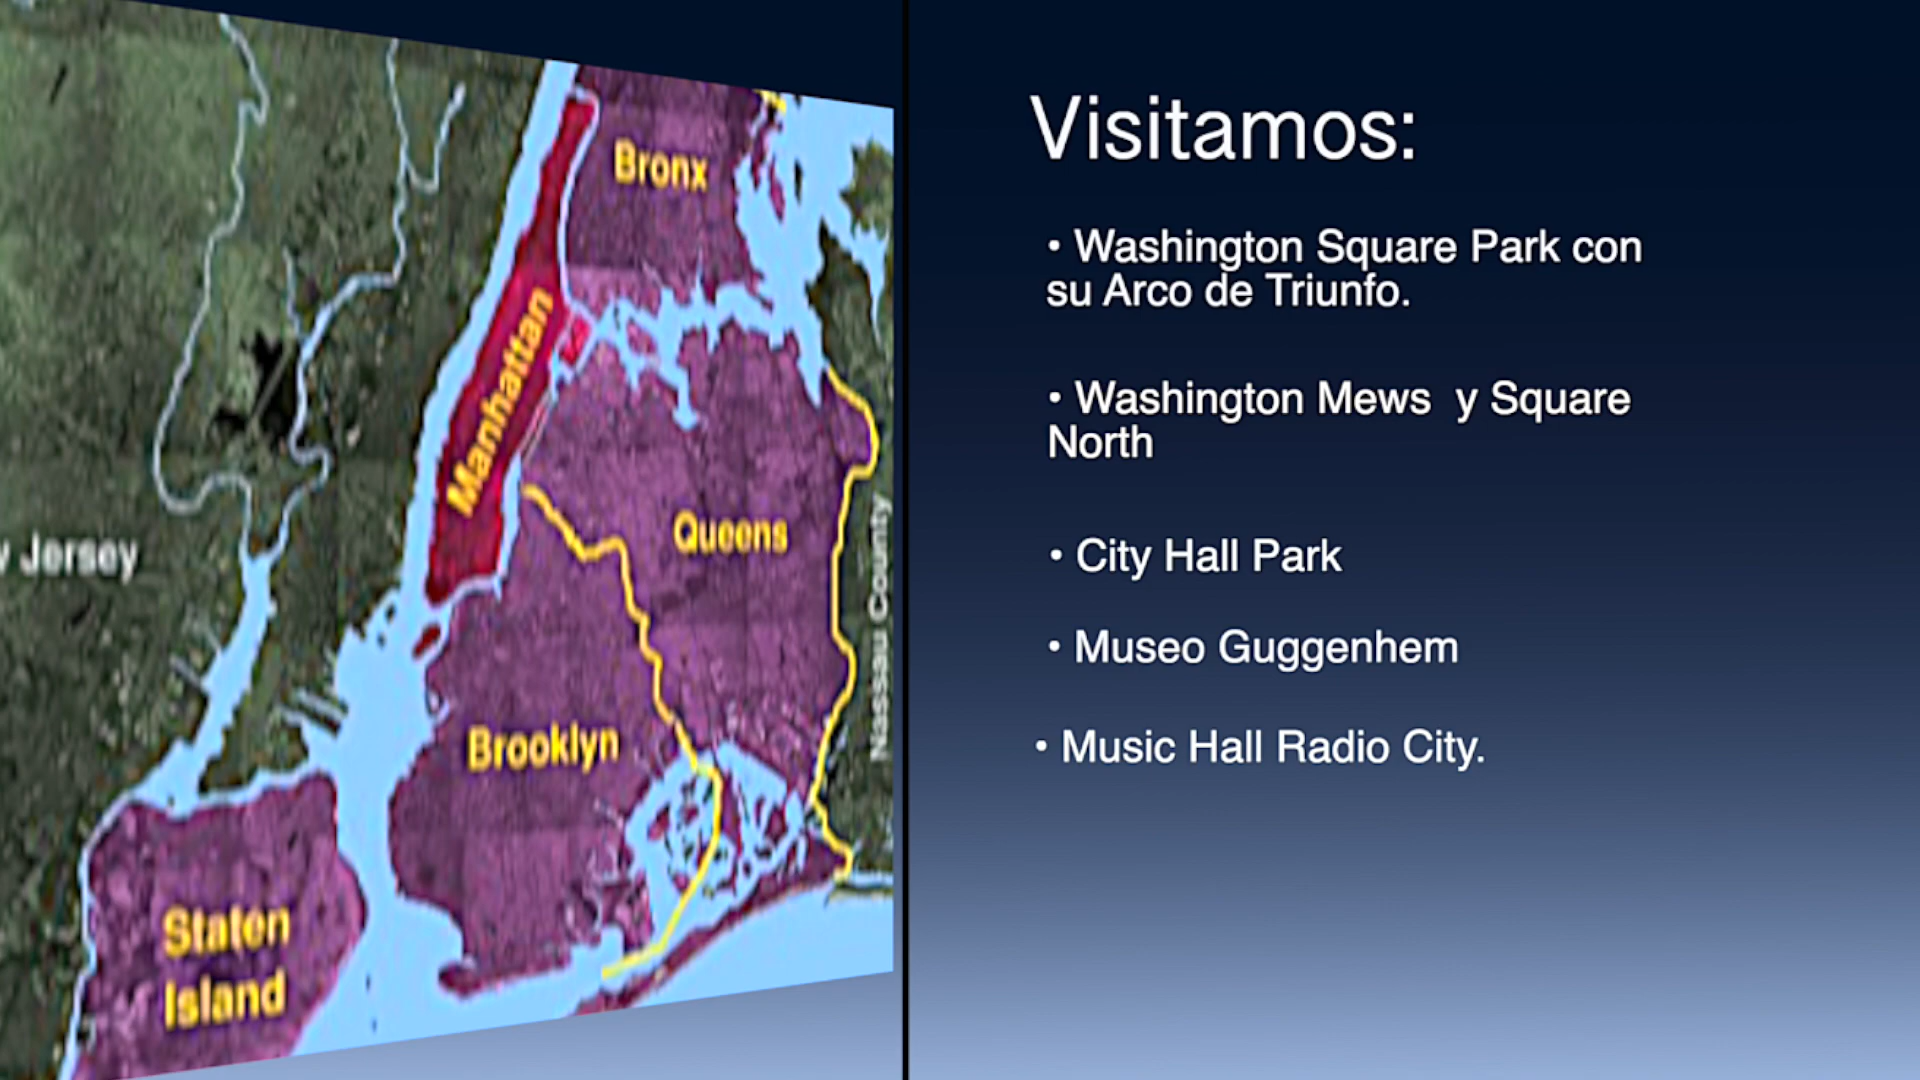 Visitamos:
• Washington Square Park con
su Arco de Triunfo.
• Washington Mews  y Square
North
• City Hall Park
• Museo Guggenhem
• Music Hall Radio City.
Bronx
Manhattan
Queens
Jersey
Nassau County
Brooklyn
Staten
Island